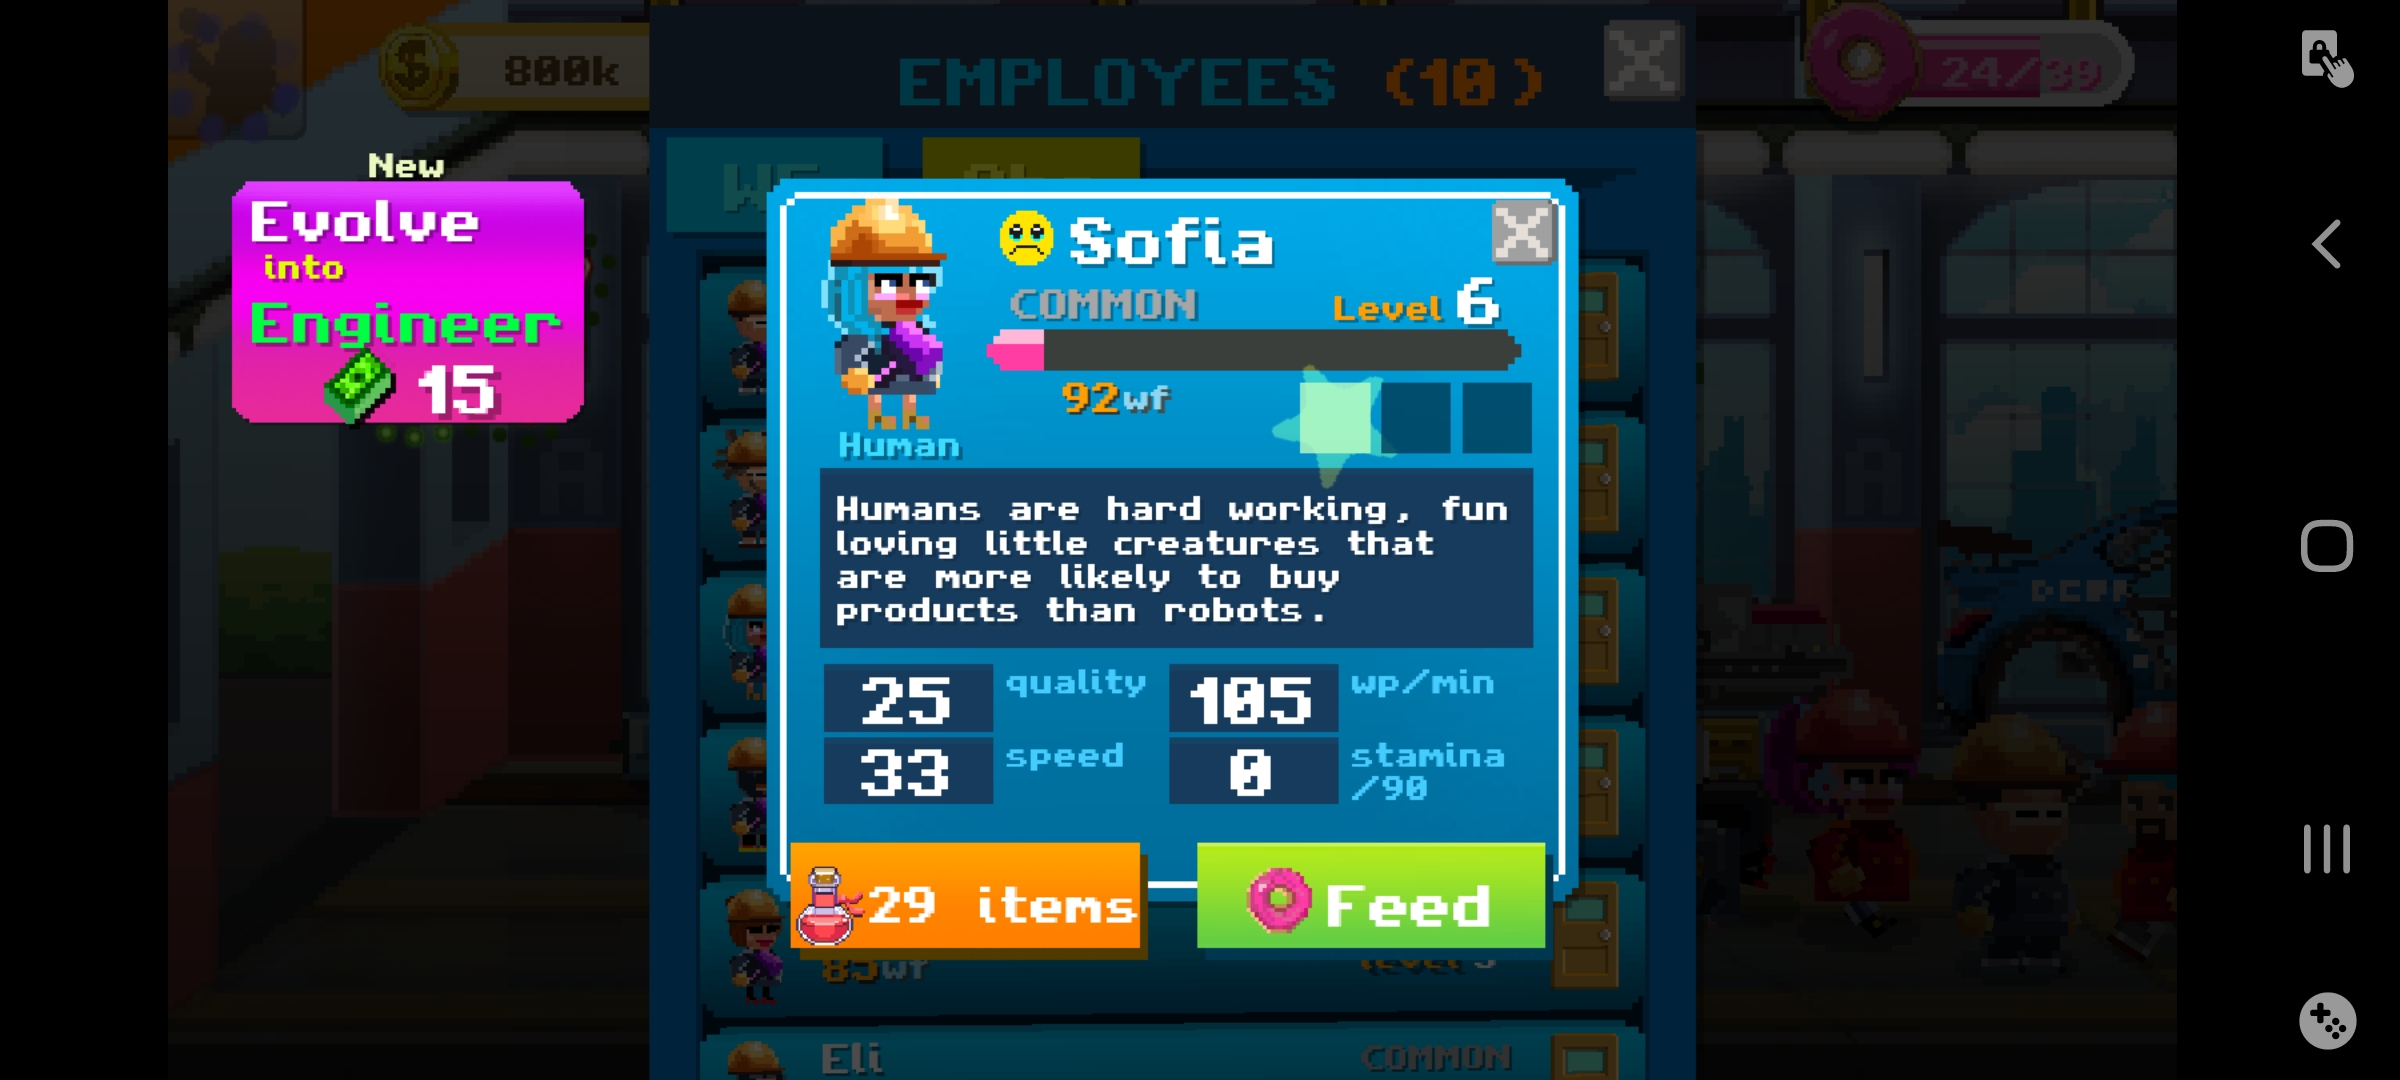 800k
EMPLOYEES (10)
24/39
New
Evolve
into
Engineer
15
Sofia
COMMON
Level 6
92wf
Human
Humans are hard working, fun
loving little creatures that
are more likely to buy
products than robots.
25 quality
105 wp/min
33 speed
0 stamina
/90
29 items
Feed
85wf
level
Eli
COMMON